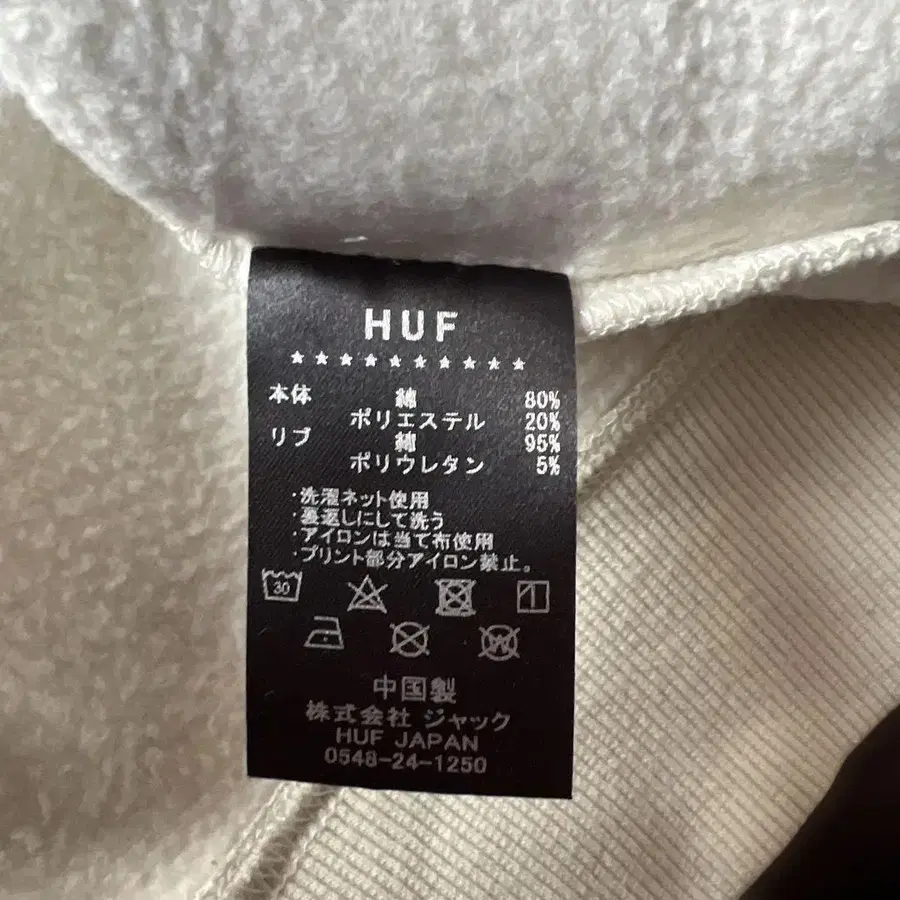 HUF
★★★★★★★★★★
本体 綿 80%
ポリエステル 20%
リブ 綿 95%
ポリウレタン 5%
・洗濯ネット使用
・裏返しにして洗う
・アイロンは当て布使用
・プリント部分アイロン禁止。
30
W
中国製
株式会社 ジャック
HUF JAPAN
0548-24-1250